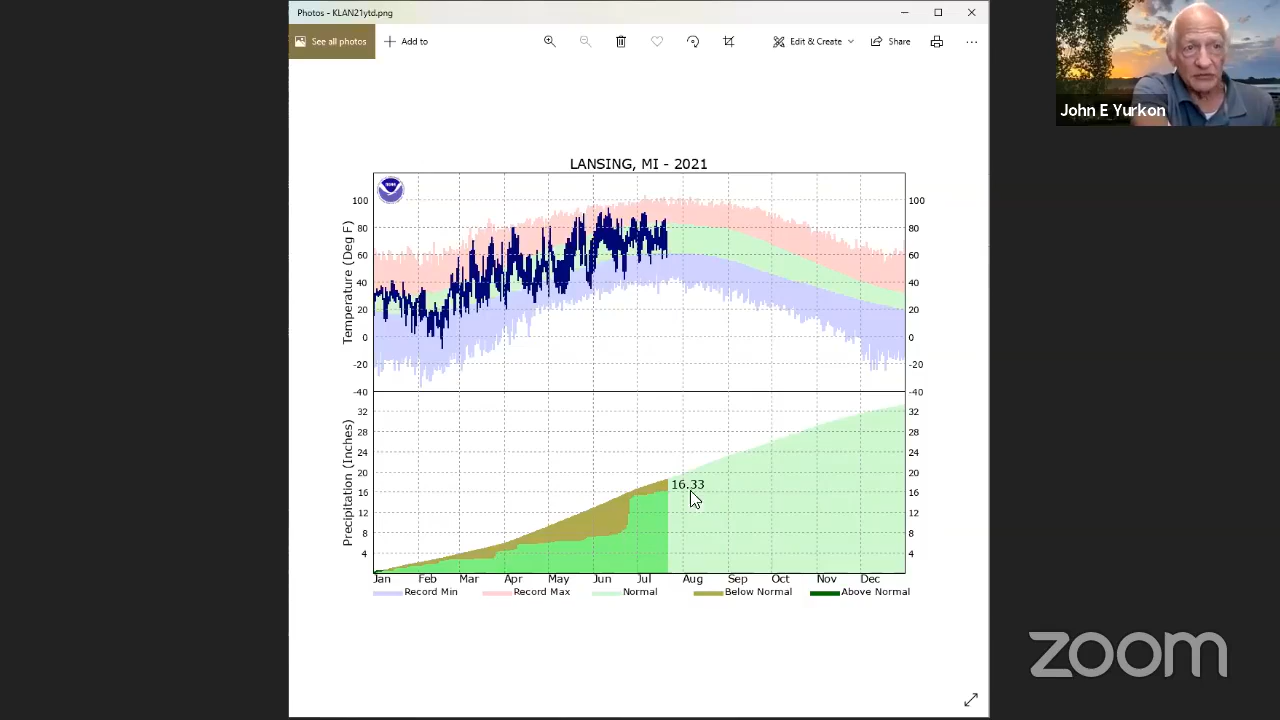 Photos - KLAN21ytd.png
See all photos
Add to
Edit & Create
Share
John E Yurkon
LANSING, MI - 2021
Temperature (Deg F)
100
80
60
40
20
0
-20
-40
100
80
60
40
20
0
-20
-40
Precipitation (Inches)
32
28
24
20
16
12
8
4
32
28
24
20
16
12
8
4
16.33
Jan Feb Mar Apr May Jun Jul Aug Sep Oct Nov Dec
Record Min Record Max Normal Below Normal Above Normal
zoom